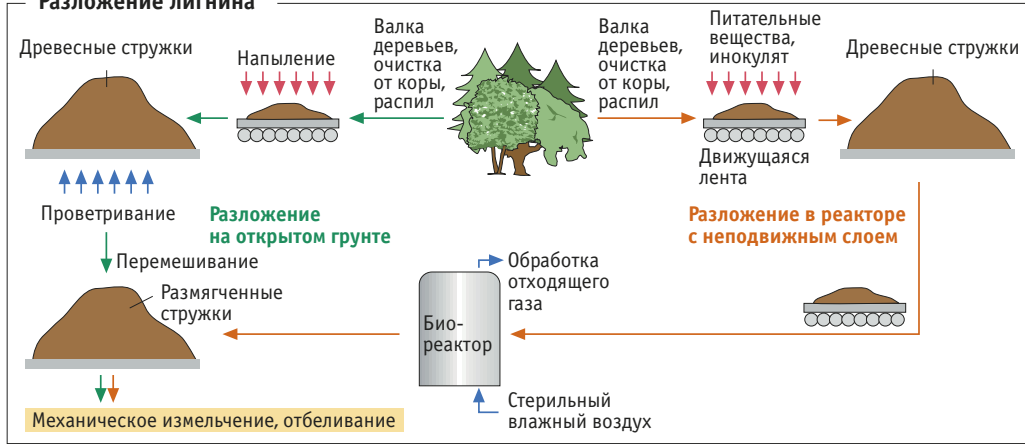 Разложение лигнина
Древесные стружки
Напыление
Валка
деревьев,
очистка
от коры,
распил
Валка
деревьев,
очистка
от коры,
распил
Питательные
вещества,
инокулят
Древесные стружки
Движущаяся
лента
Проветривание
Разложение
на открытом грунте
Разложение в реакторе
с неподвижным слоем
Перемешивание
Размягченные
стружки
Био-
реактор
Обработка
отходящего
газа
Стерильный
влажный воздух
Механическое измельчение, отбеливание